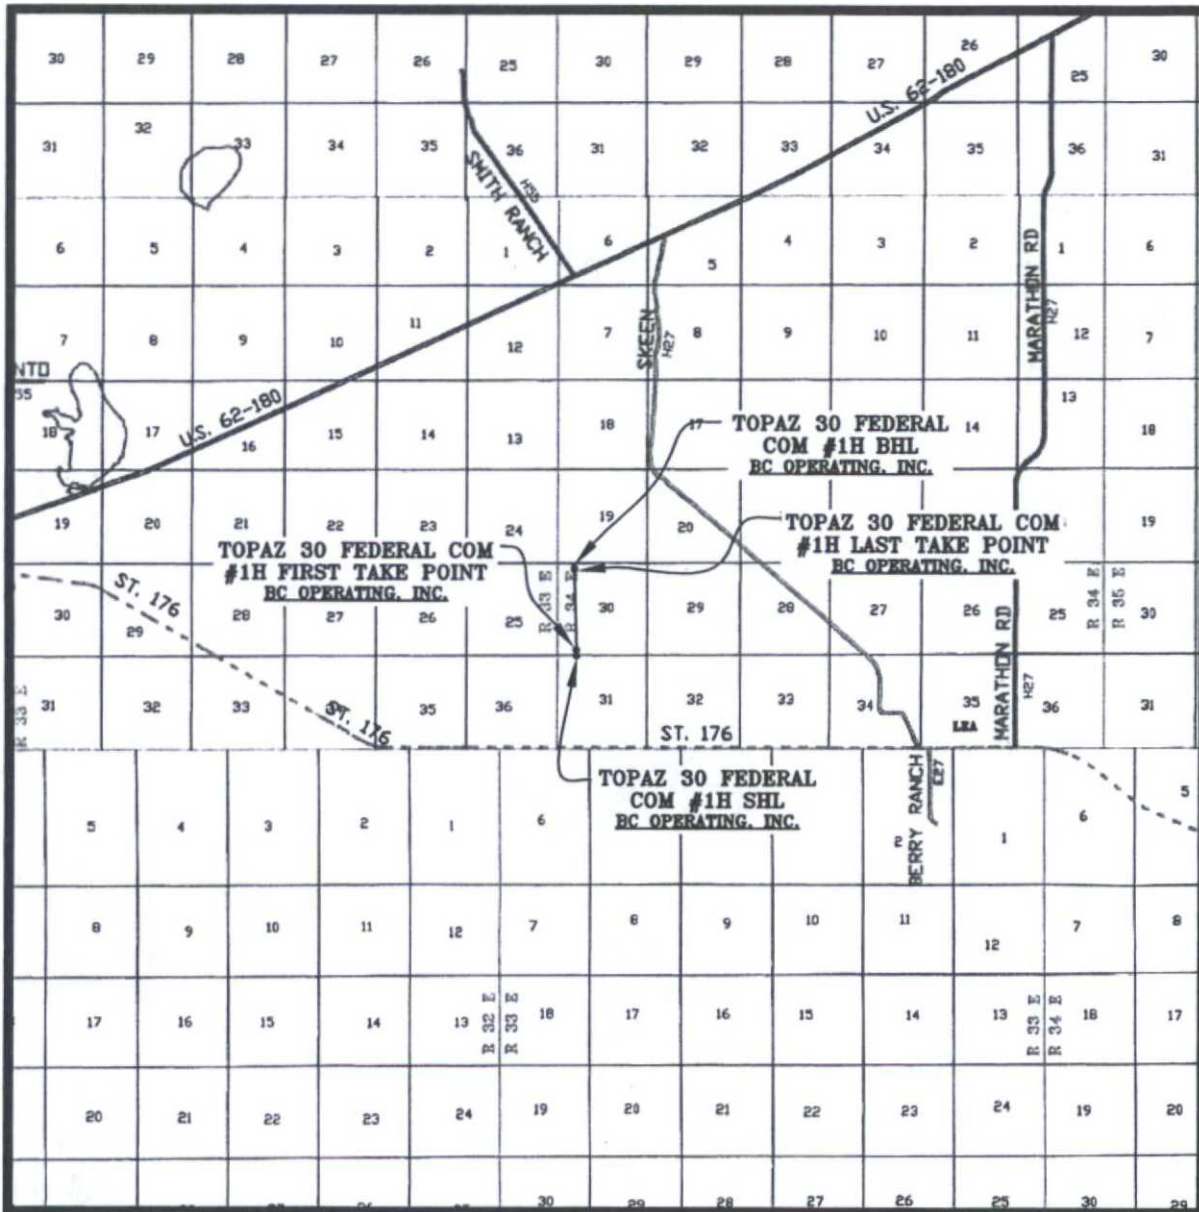 30 29 28 27 26 25 30 29 28 27 26 25 30
U.S. 62-180
31 32 33 34 35 36 31 32 33 34 35 36 31
SMITH RANCH
H55
6 5 4 3 2 1 6 5 4 3 2 1 6
MARATHON RD
H27
7 8 9 10 11 12 7 8 9 10 11 12 7
SKEEN
H27
NTO
55
18 17 16 15 14 13 18 17 14 13 18
U.S. 62-180
TOPAZ 30 FEDERAL
COM #1H BHL
BC OPERATING, INC.
19 20 21 22 23 24 19 20 19
TOPAZ 30 FEDERAL COM
#1H LAST TAKE POINT
BC OPERATING, INC.
TOPAZ 30 FEDERAL COM
#1H FIRST TAKE POINT
BC OPERATING, INC.
ST. 176
30 29 28 27 26 25 30 29 28 27 26 25 30
R 33 E
R 34 E
R 34 E
R 35 E
MARATHON RD
H27
31 32 33 35 36 31 32 33 34 35 36 31
R 33 E
ST. 176
ST. 176
LEA
TOPAZ 30 FEDERAL
COM #1H SHL
BC OPERATING, INC.
BERRY RANCH
E27
5 4 3 2 1 6 2 1 6 5
8 9 10 11 12 7 8 9 10 11 12 7 8
17 16 15 14 13 18 17 16 15 14 13 18 17
R 32 E
R 33 E
R 33 E
R 34 E
20 21 22 23 24 19 20 21 22 23 24 19 20
30 29 28 27 26 25 30 29